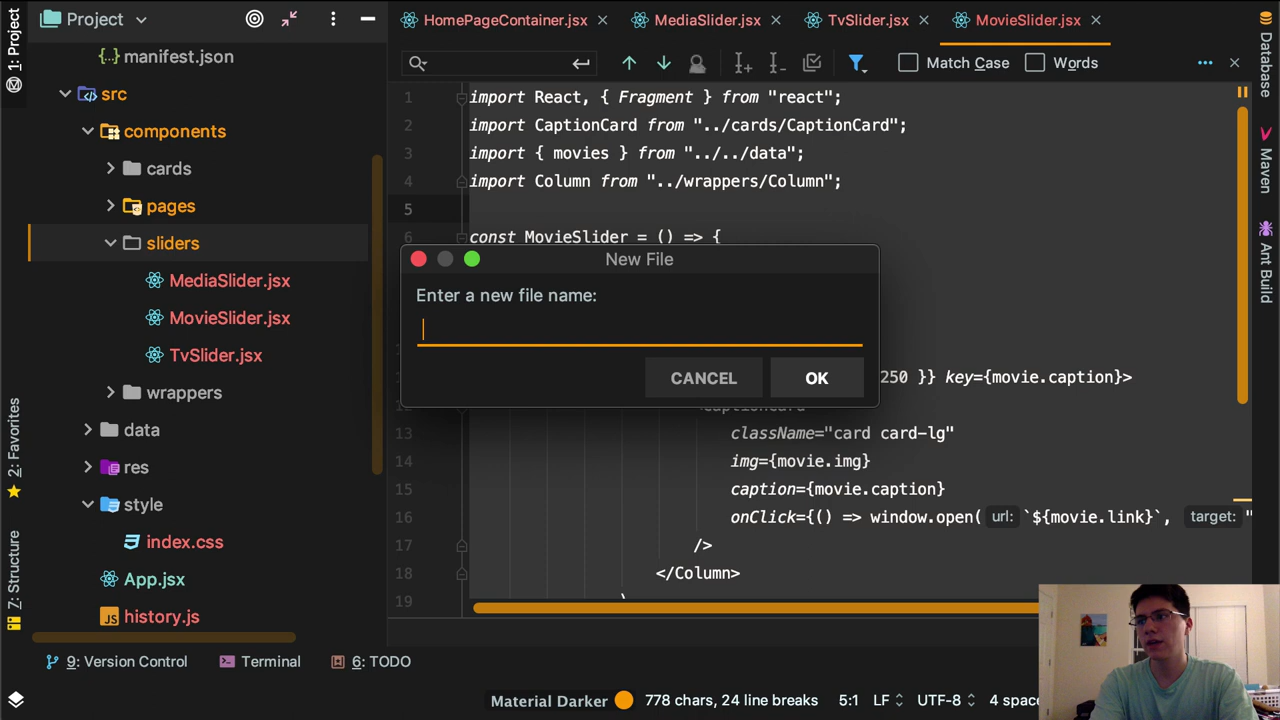 Project
HomePageContainer.jsx
MediaSlider.jsx
TvSlider.jsx
MovieSlider.jsx
1: Project
2: Favorites
7: Structure
Database
Maven
Ant Build
Match Case
Words
manifest.json
src
components
cards
pages
sliders
MediaSlider.jsx
MovieSlider.jsx
TvSlider.jsx
wrappers
data
res
style
index.css
App.jsx
history.js
1 import React, { Fragment } from "react";
2 import CaptionCard from "../cards/CaptionCard";
3 import { movies } from "../../data";
4 import Column from "../wrappers/Column";
5
6 const MovieSlider = () => {
New File
Enter a new file name:
CANCEL
OK
250 }} key={movie.caption}>
<CaptionCard
13 className="card card-lg"
14 img={movie.img}
15 caption={movie.caption}
16 onClick={() => window.open( url: `${movie.link}`, target: "
17 />
18 </Column>
19 )
9: Version Control
Terminal
6: TODO
Material Darker
778 chars, 24 line breaks
5:1
LF
UTF-8
4 spac